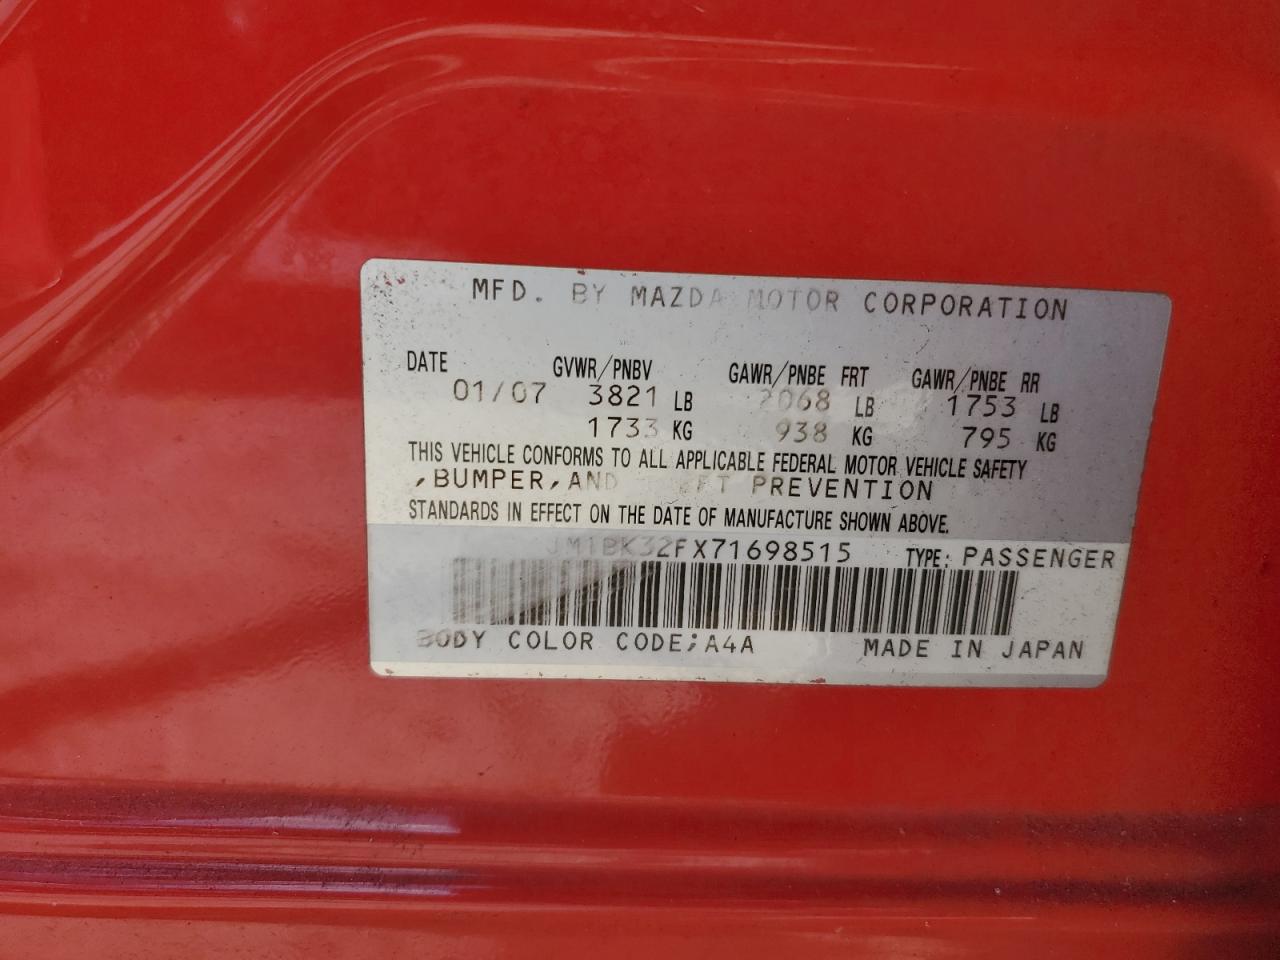 MFD. BY MAZDA MOTOR CORPORATION
DATE GVWR/PNBV GAWR/PNBE FRT GAWR/PNBE RR
01/07 3821 LB 2068 LB 1753 LB
1733 KG 938 KG 795 KG
THIS VEHICLE CONFORMS TO ALL APPLICABLE FEDERAL MOTOR VEHICLE SAFETY
,BUMPER,AND PREVENTION
STANDARDS IN EFFECT ON THE DATE OF MANUFACTURE SHOWN ABOVE.
JM1BK32FX71698515 TYPE: PASSENGER
BODY COLOR CODE;A4A MADE IN JAPAN